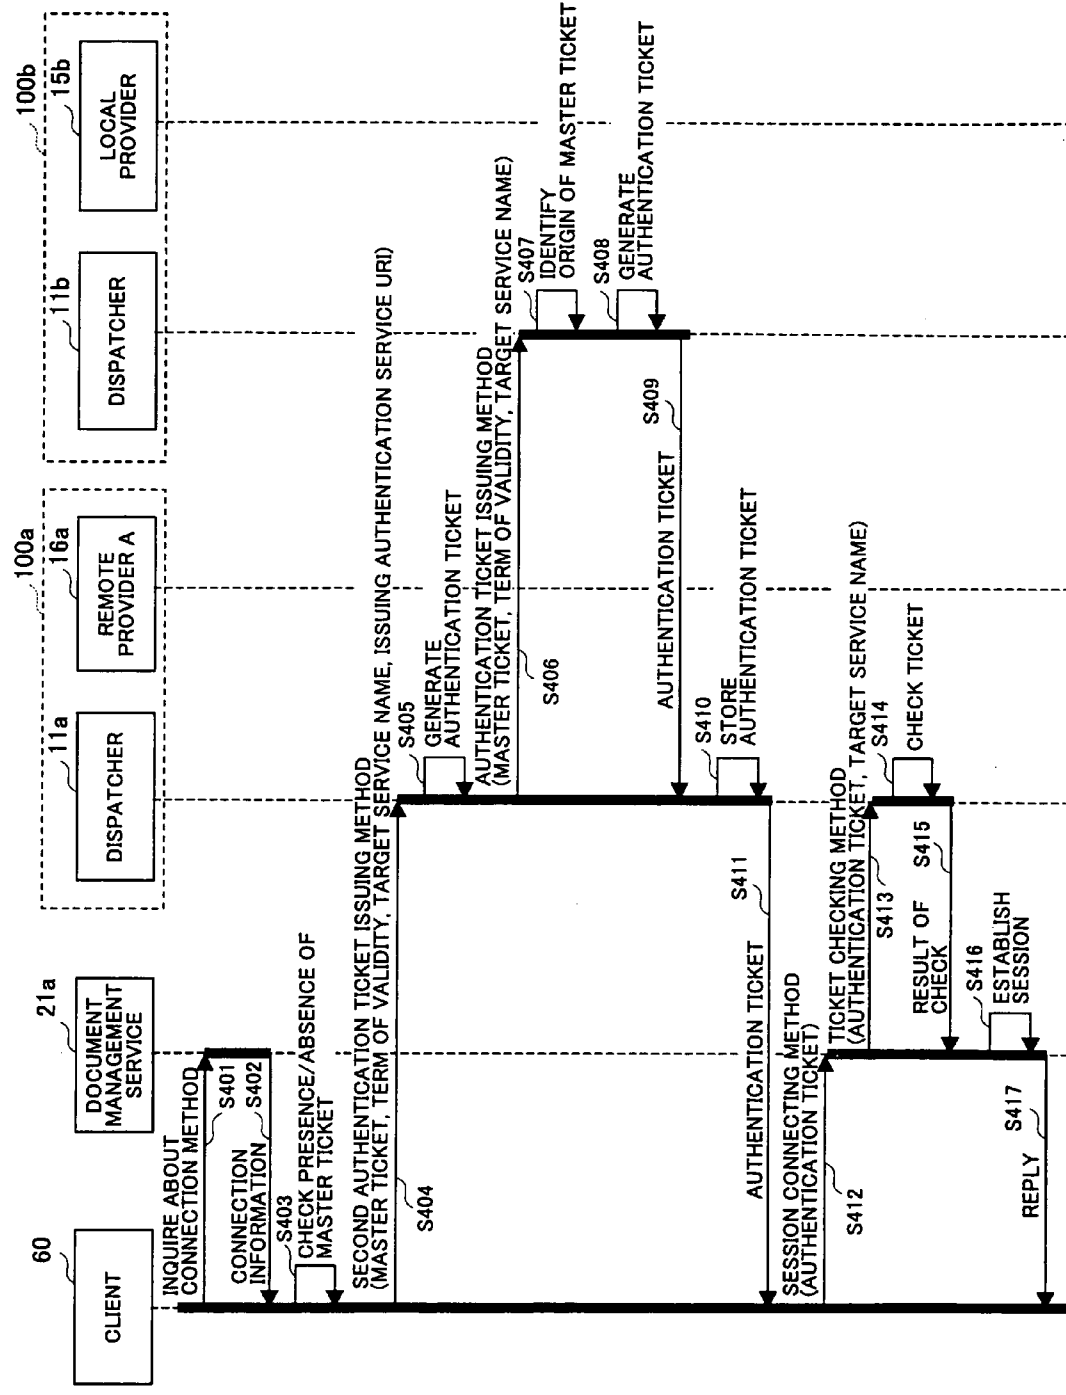 CLIENT
60
DOCUMENT
MANAGEMENT
SERVICE
21a
100a
DISPATCHER
11a
REMOTE
PROVIDER A
16a
100b
DISPATCHER
11b
LOCAL
PROVIDER
15b
INQUIRE ABOUT
CONNECTION METHOD
S401
S402
CONNECTION
INFORMATION
S403
CHECK PRESENCE/ABSENCE OF
MASTER TICKET
SECOND AUTHENTICATION TICKET ISSUING METHOD
(MASTER TICKET, TERM OF VALIDITY, TARGET SERVICE NAME, ISSUING AUTHENTICATION SERVICE URI)
S404
S405
GENERATE
AUTHENTICATION TICKET
AUTHENTICATION TICKET ISSUING METHOD
(MASTER TICKET, TERM OF VALIDITY, TARGET SERVICE NAME)
S406
S407
IDENTIFY
ORIGIN OF MASTER TICKET
S408
GENERATE
AUTHENTICATION TICKET
AUTHENTICATION TICKET
S409
S410
STORE
AUTHENTICATION TICKET
AUTHENTICATION TICKET
S411
SESSION CONNECTING METHOD
(AUTHENTICATION TICKET)
S412
TICKET CHECKING METHOD
(AUTHENTICATION TICKET, TARGET SERVICE NAME)
S413
S414
CHECK TICKET
RESULT OF
CHECK
S415
S416
ESTABLISH
SESSION
REPLY
S417